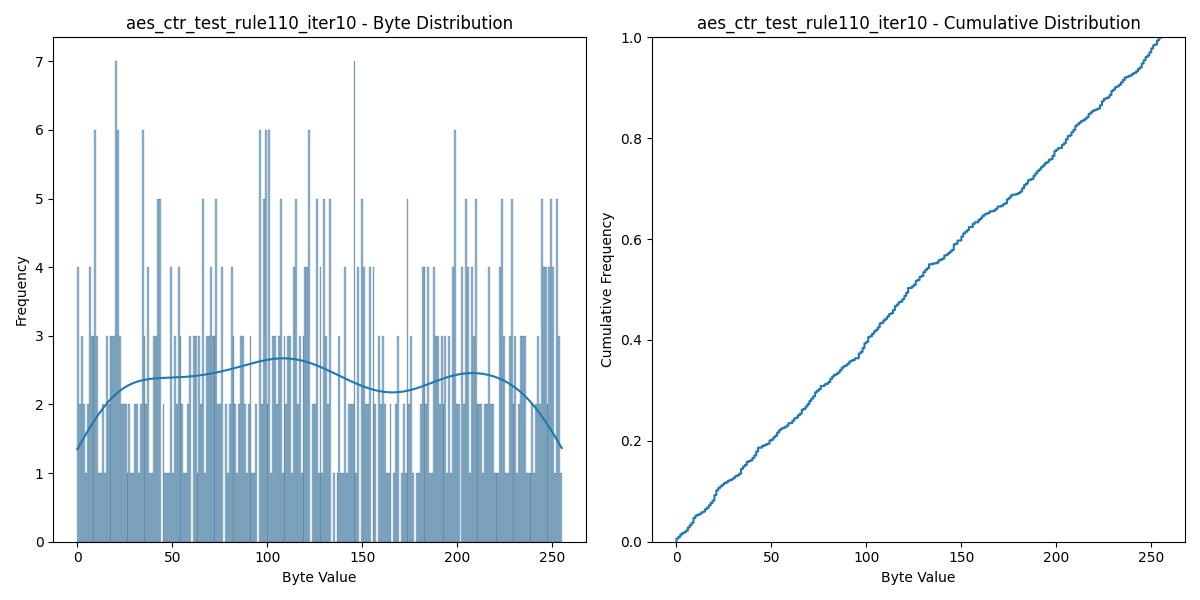 aes_ctr_test_rule110_iter10 - Byte Distribution
7
6
5
4
3
2
1
0
Frequency
0 50 100 150 200 250
Byte Value
aes_ctr_test_rule110_iter10 - Cumulative Distribution
1.0
0.8
0.6
0.4
0.2
0.0
Cumulative Frequency
0 50 100 150 200 250
Byte Value